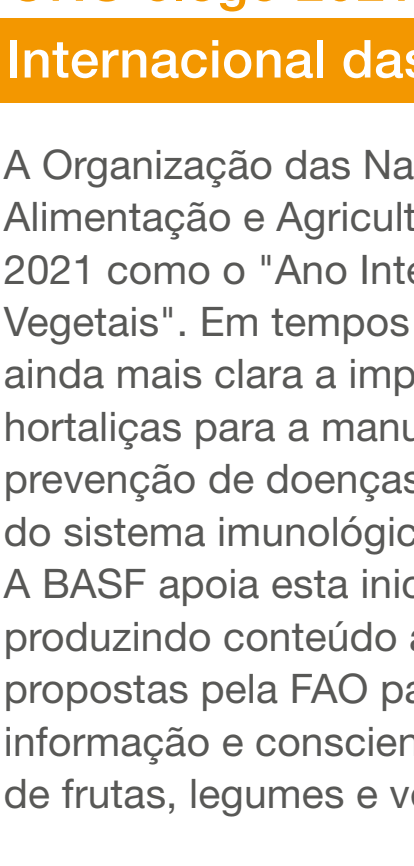 Internacional das
A Organização das Na
Alimentação e Agricult
2021 como o "Ano Inte
Vegetais". Em tempos
ainda mais clara a imp
hortaliças para a manu
prevenção de doenças
do sistema imunológic
A BASF apoia esta inic
produzindo conteúdo a
propostas pela FAO pa
informação e conscien
de frutas, legumes e ve